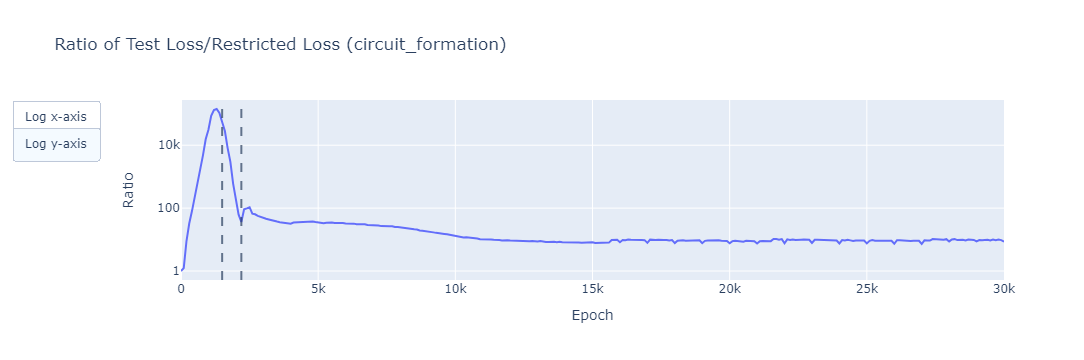 Ratio of Test Loss/Restricted Loss (circuit_formation)
Log x-axis
Log y-axis
Ratio
10k
100
1
0 5k 10k 15k 20k 25k 30k
Epoch